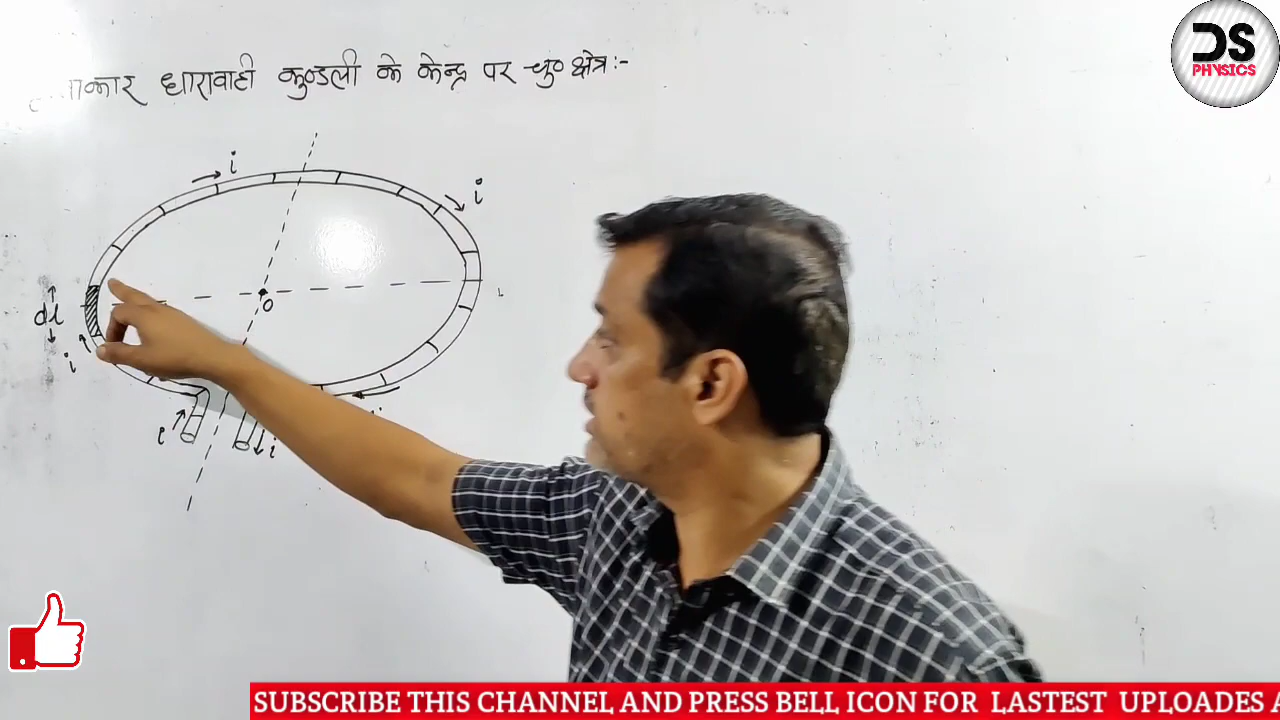 धारावाही कुण्डली के केन्द्र पर चु० क्षेत्र:-
DS
PHYSICS
i
i
O
dl
i
i
i
SUBSCRIBE THIS CHANNEL AND PRESS BELL ICON FOR LASTEST UPLOADES